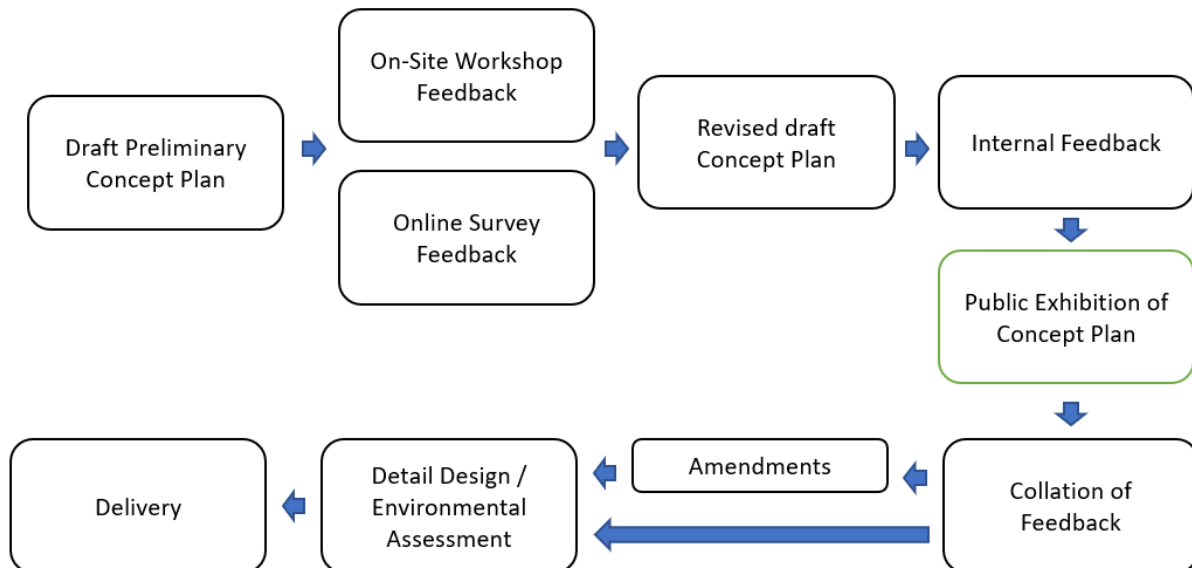 Draft Preliminary
Concept Plan
On-Site Workshop
Feedback
Online Survey
Feedback
Revised draft
Concept Plan
Internal Feedback
Public Exhibition of
Concept Plan
Collation of
Feedback
Amendments
Detail Design /
Environmental
Assessment
Delivery